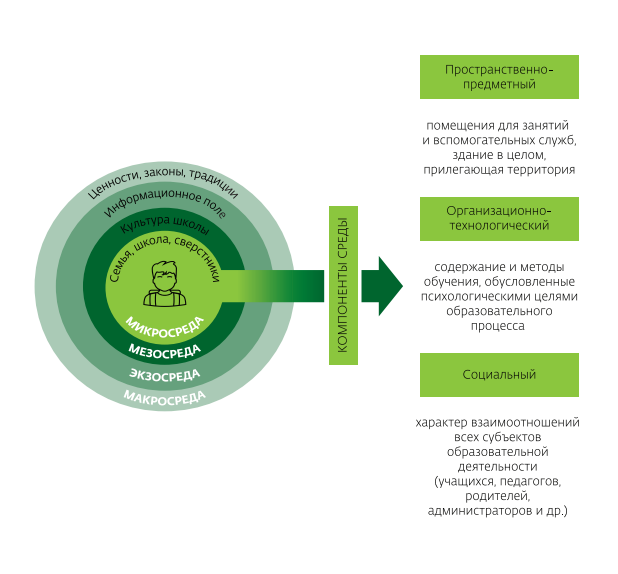 Ценности, законы, традиции
Информационное поле
Культура школы
Семья, школа, сверстники
МИКРОСРЕДА
МЕЗОСРЕДА
ЭКЗОСРЕДА
МАКРОСРЕДА
КОМПОНЕНТЫ СРЕДЫ
Пространственно-
предметный
помещения для занятий
и вспомогательных служб,
здание в целом,
прилегающая территория
Организационно-
технологический
содержание и методы
обучения, обусловленные
психологическими целями
образовательного
процесса
Социальный
характер взаимоотношений
всех субъектов
образовательной
деятельности
(учащихся, педагогов,
родителей,
администраторов и др.)